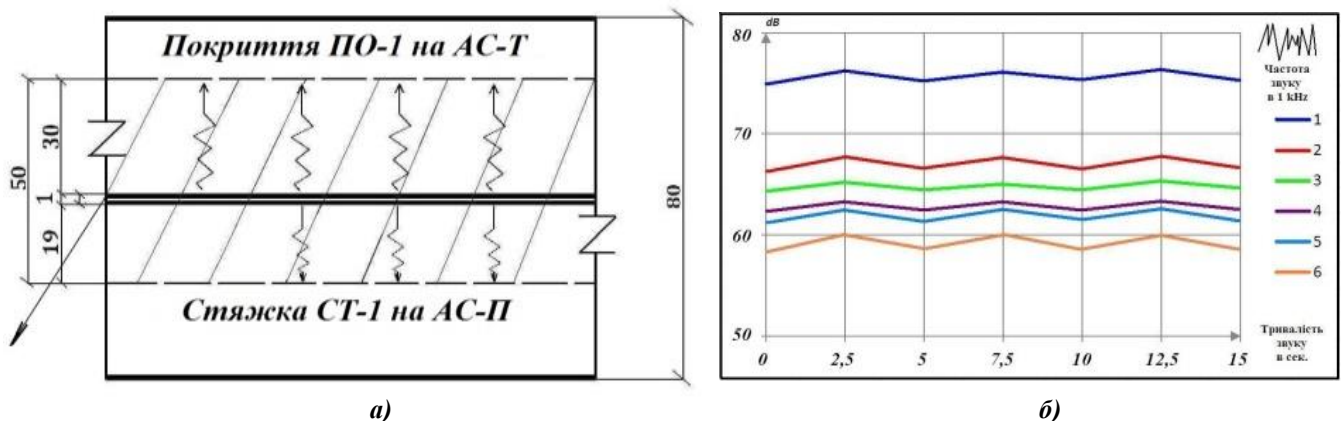 Покриття ПО-1 на АС-Т
50
30
1
19
80
Стяжка СТ-1 на АС-П
а)
dB
80
70
60
50
0
2,5
5
7,5
10
12,5
15
Частота
звуку
в 1 kHz
1
2
3
4
5
6
Тривалість
звуку
в сек.
б)